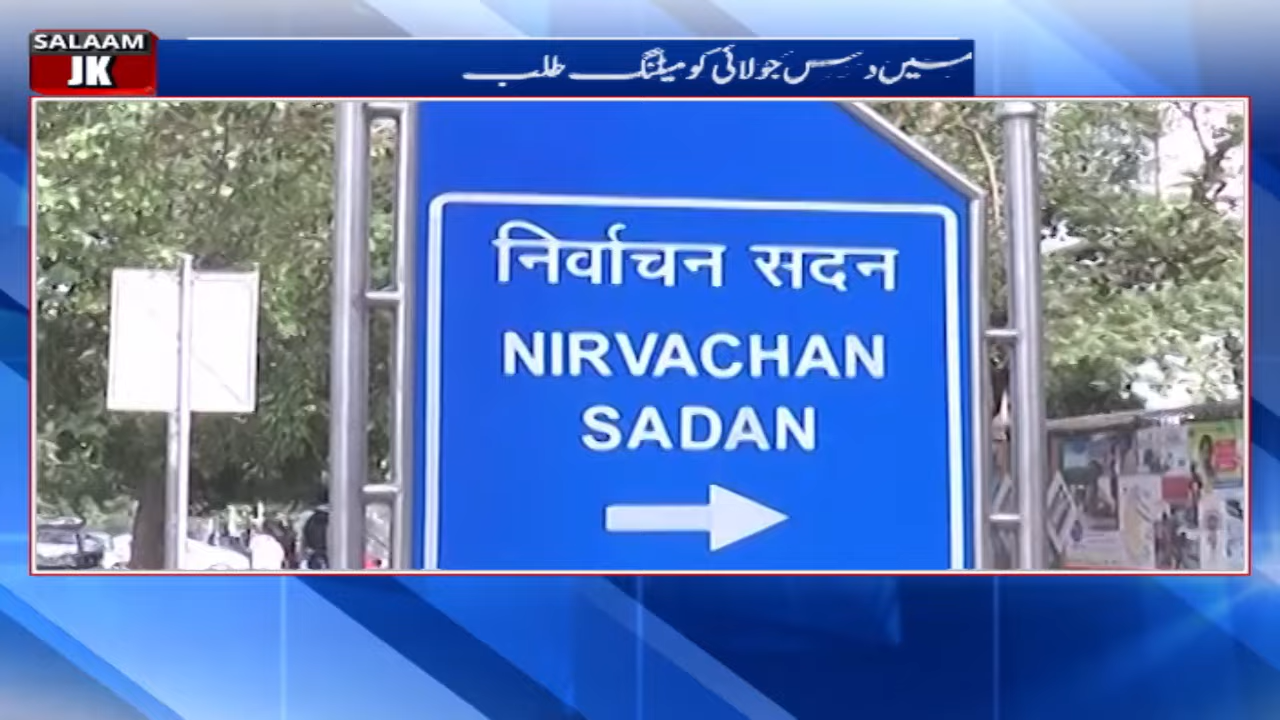 SALAAM
JK
میں دس جولائی کو میٹنگ طلب
निर्वाचन सदन
NIRVACHAN
SADAN